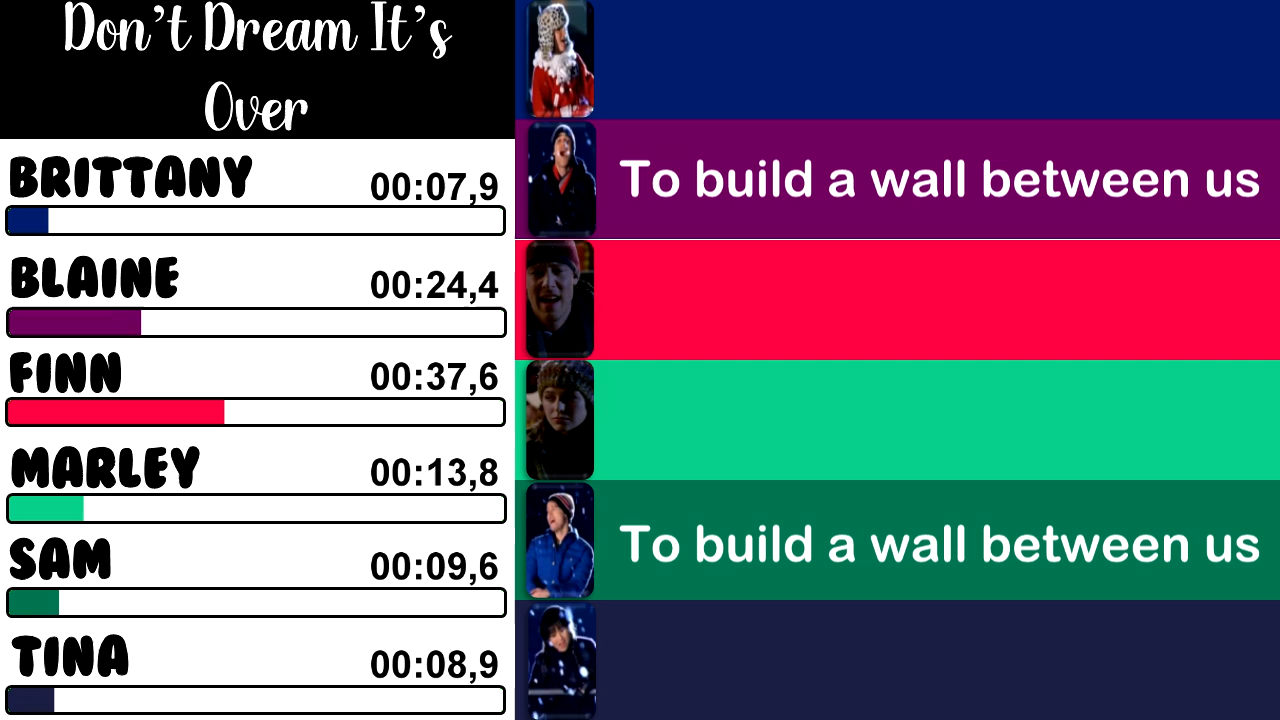 Don't Dream It's
Over
BRITTANY 00:07,9
BLAINE 00:24,4
FINN 00:37,6
MARLEY 00:13,8
SAM 00:09,6
TINA 00:08,9
To build a wall between us
To build a wall between us